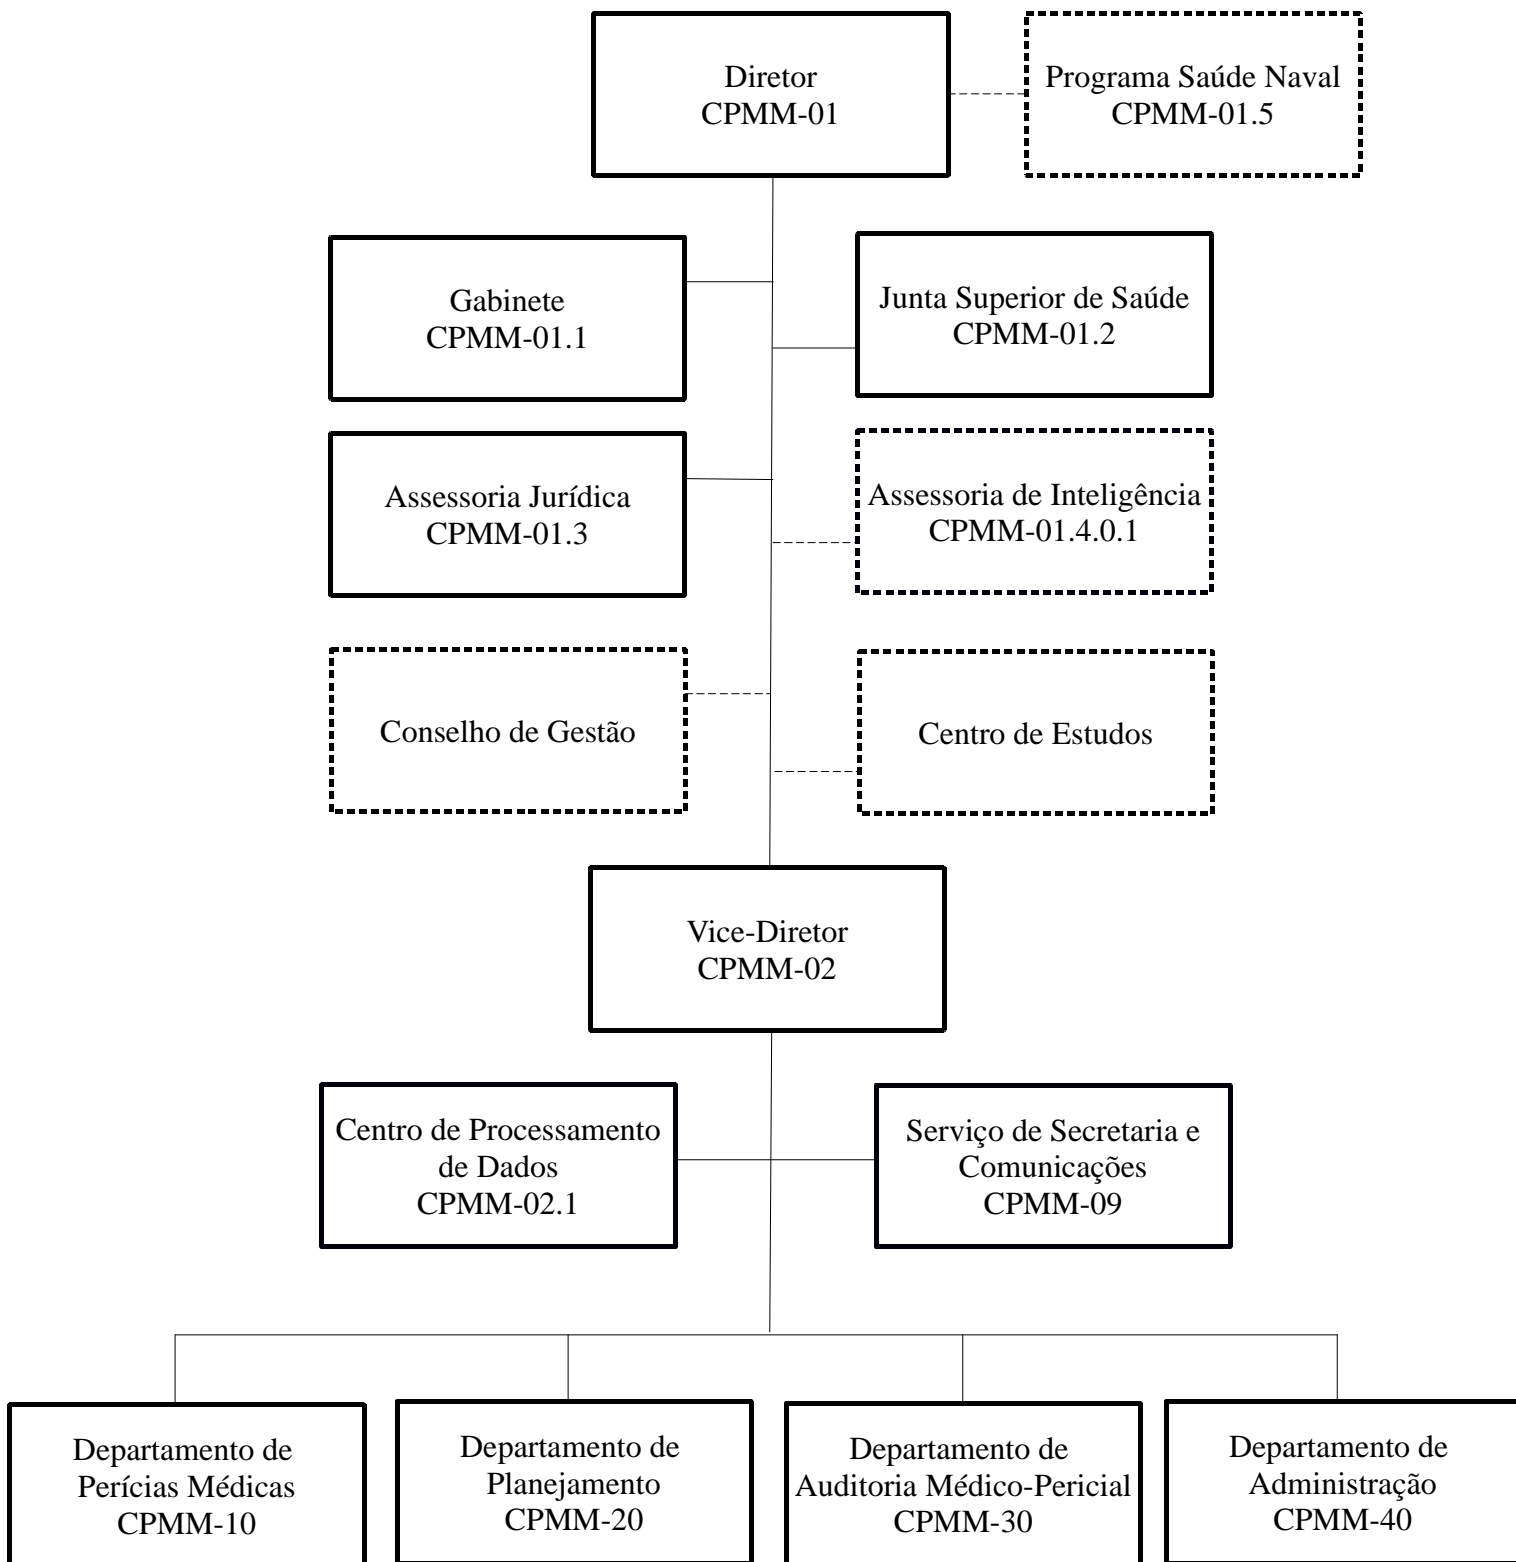 Diretor
CPMM-01
Programa Saúde Naval
CPMM-01.5
Gabinete
CPMM-01.1
Junta Superior de Saúde
CPMM-01.2
Assessoria Jurídica
CPMM-01.3
Assessoria de Inteligência
CPMM-01.4.0.1
Conselho de Gestão
Centro de Estudos
Vice-Diretor
CPMM-02
Centro de Processamento
de Dados
CPMM-02.1
Serviço de Secretaria e
Comunicações
CPMM-09
Departamento de
Perícias Médicas
CPMM-10
Departamento de
Planejamento
CPMM-20
Departamento de
Auditoria Médico-Pericial
CPMM-30
Departamento de
Administração
CPMM-40